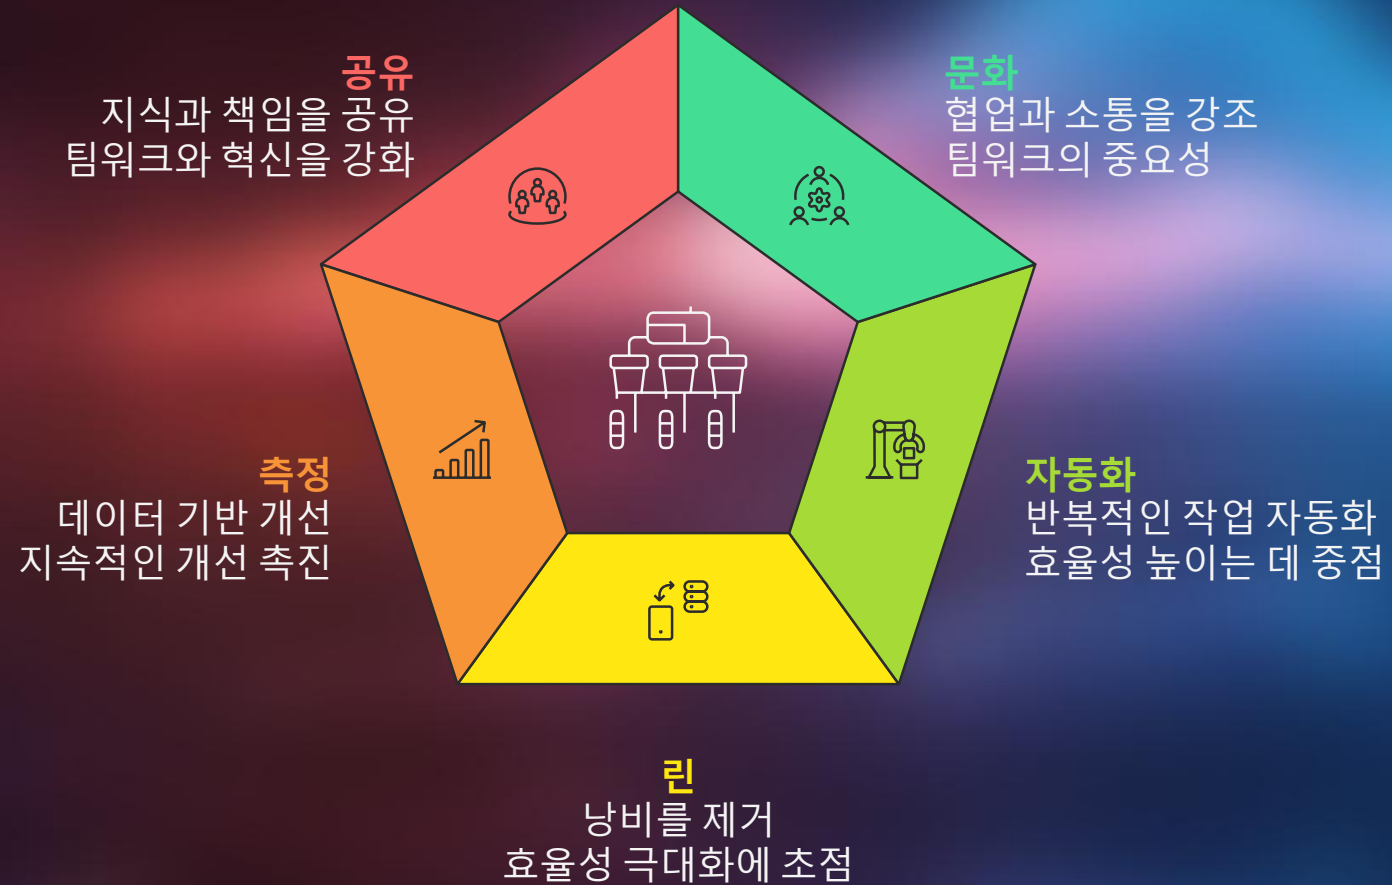 공유
지식과 책임을 공유
팀워크와 혁신을 강화
문화
협업과 소통을 강조
팀워크의 중요성
측정
데이터 기반 개선
지속적인 개선 촉진
자동화
반복적인 작업 자동화
효율성 높이는 데 중점
린
낭비를 제거
효율성 극대화에 초점